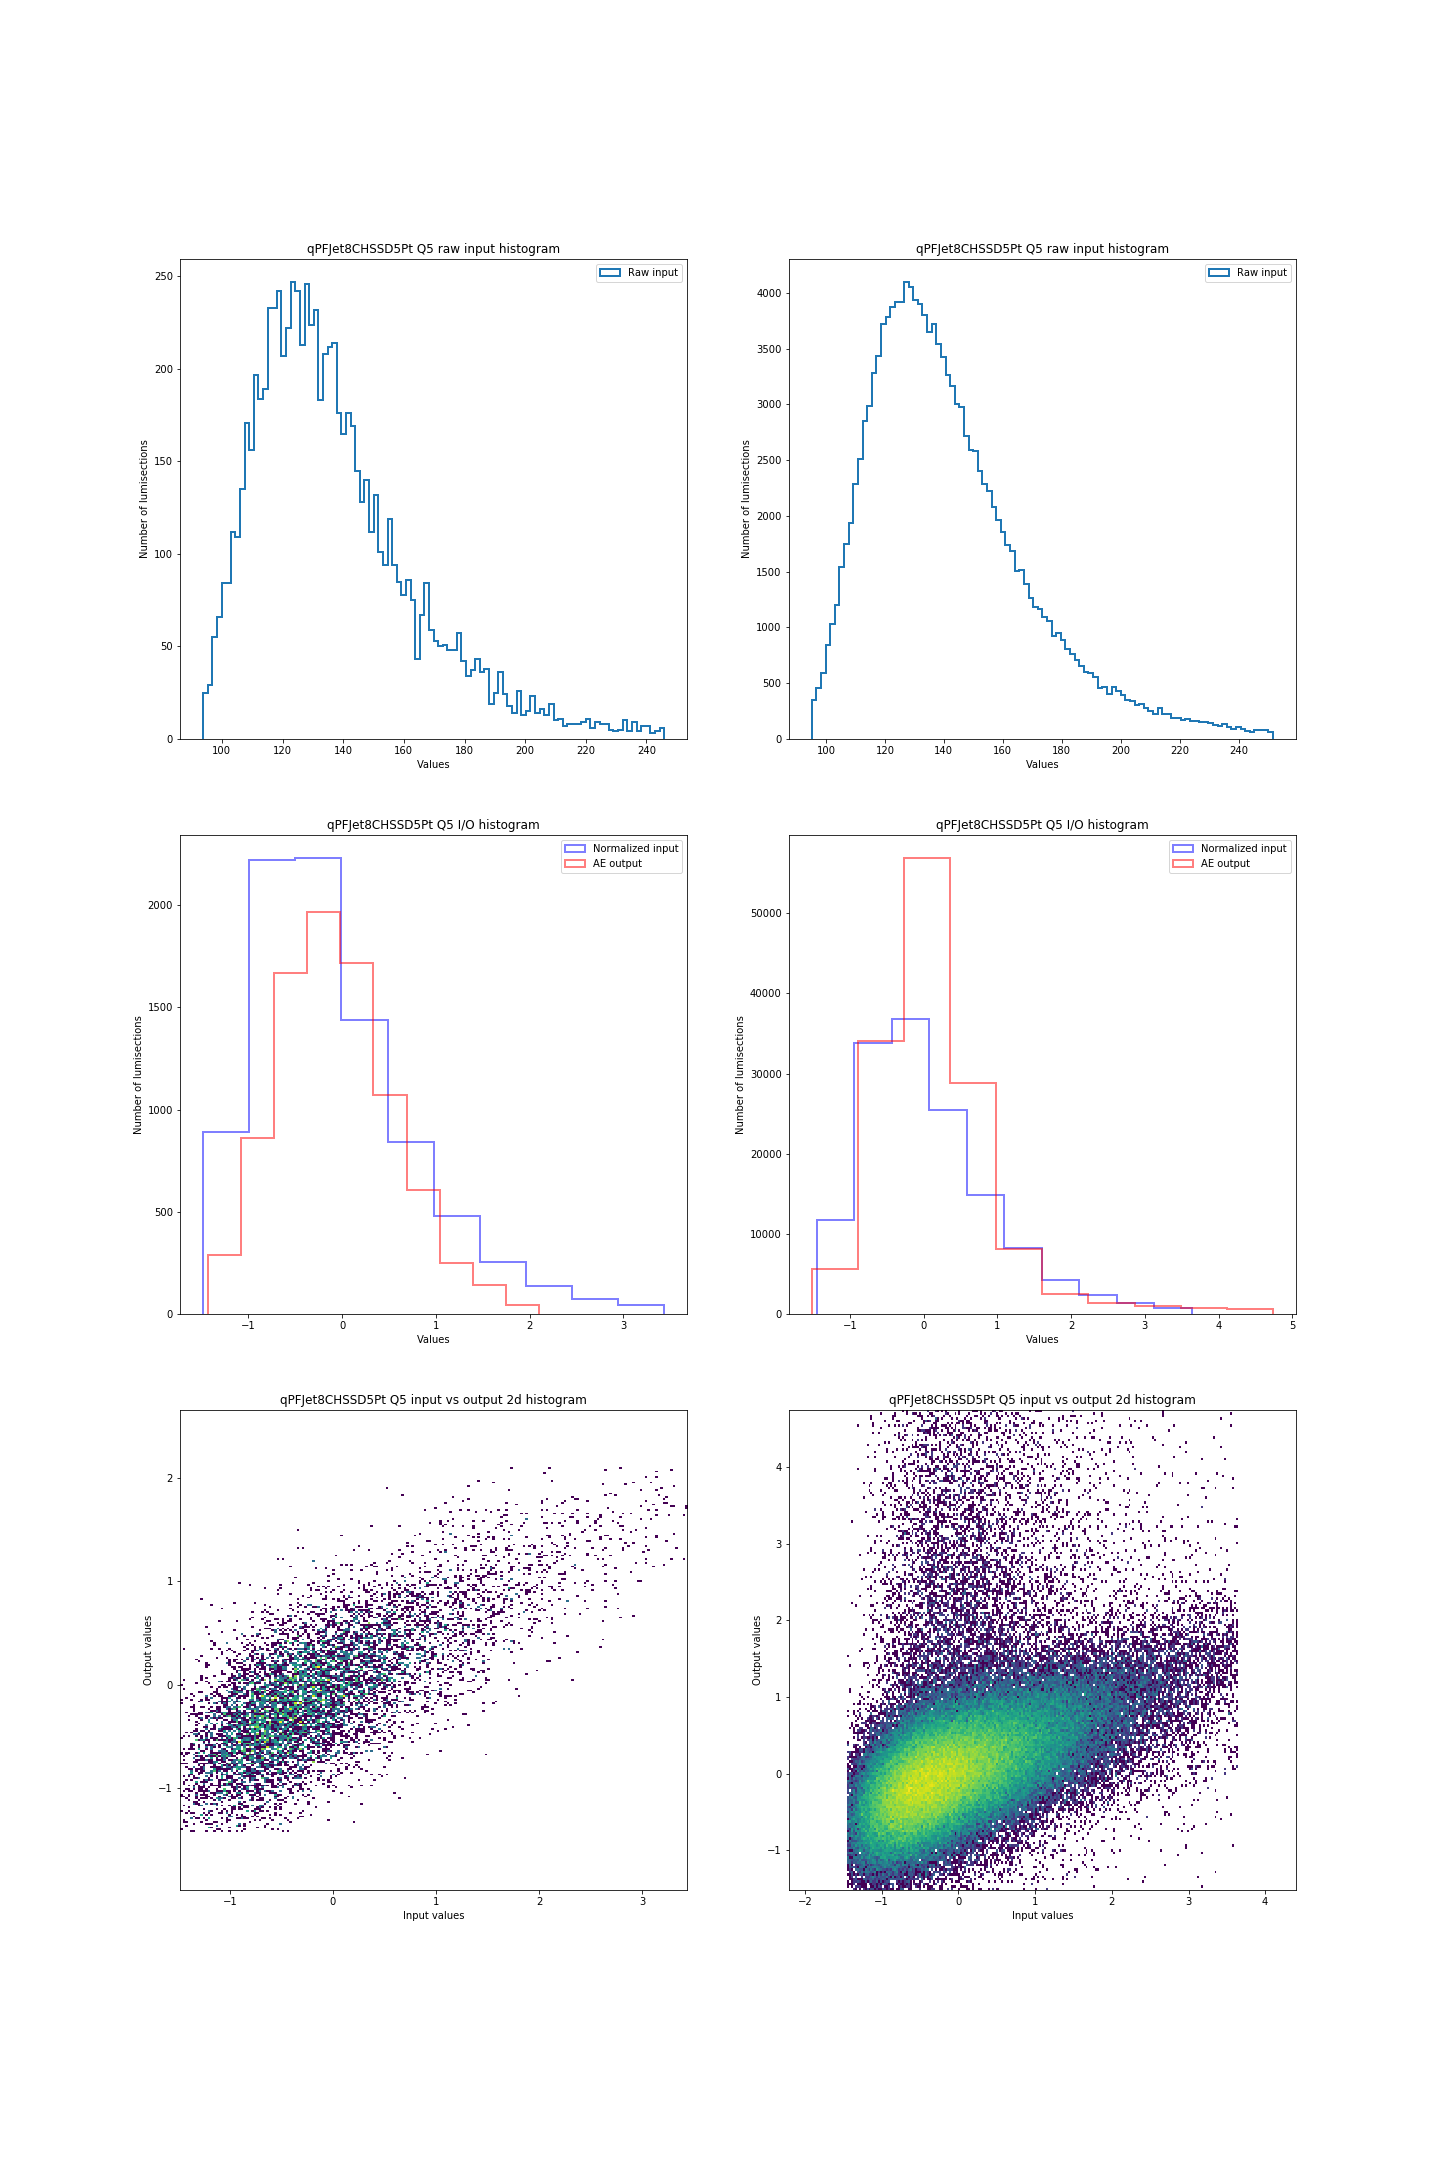 qPFJet8CHSSD5Pt Q5 raw input histogram
Raw input
250
200
150
100
50
0
Number of lumisections
100 120 140 160 180 200 220 240
Values
qPFJet8CHSSD5Pt Q5 raw input histogram
Raw input
4000
3500
3000
2500
2000
1500
1000
500
0
Number of lumisections
100 120 140 160 180 200 220 240
Values
qPFJet8CHSSD5Pt Q5 I/O histogram
Normalized input
AE output
2000
1500
1000
500
0
Number of lumisections
−1 0 1 2 3
Values
qPFJet8CHSSD5Pt Q5 I/O histogram
Normalized input
AE output
50000
40000
30000
20000
10000
0
Number of lumisections
−1 0 1 2 3 4 5
Values
qPFJet8CHSSD5Pt Q5 input vs output 2d histogram
2
1
0
−1
Output values
−1 0 1 2 3
Input values
qPFJet8CHSSD5Pt Q5 input vs output 2d histogram
4
3
2
1
0
−1
Output values
−2 −1 0 1 2 3 4
Input values